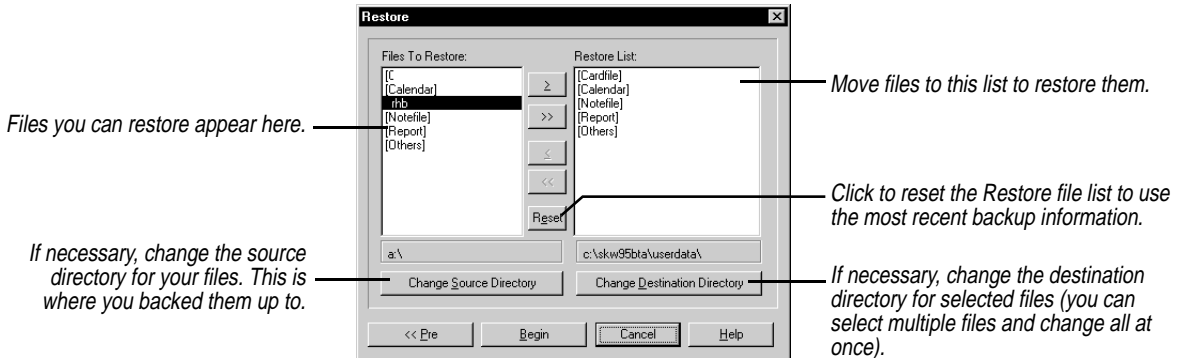 Restore
Files To Restore:
Restore List:
[C
[Calendar]
rhb
[Notefile]
[Report]
[Others]
≥
>>
≤
<<
Reset
[Cardfile]
[Calendar]
[Notefile]
[Report]
[Others]
a:\
c:\skw95bta\userdata\
Change Source Directory
Change Destination Directory
<< Pre
Begin
Cancel
Help
Files you can restore appear here.
If necessary, change the source
directory for your files. This is
where you backed them up to.
Move files to this list to restore them.
Click to reset the Restore file list to use
the most recent backup information.
If necessary, change the destination
directory for selected files (you can
select multiple files and change all at
once).